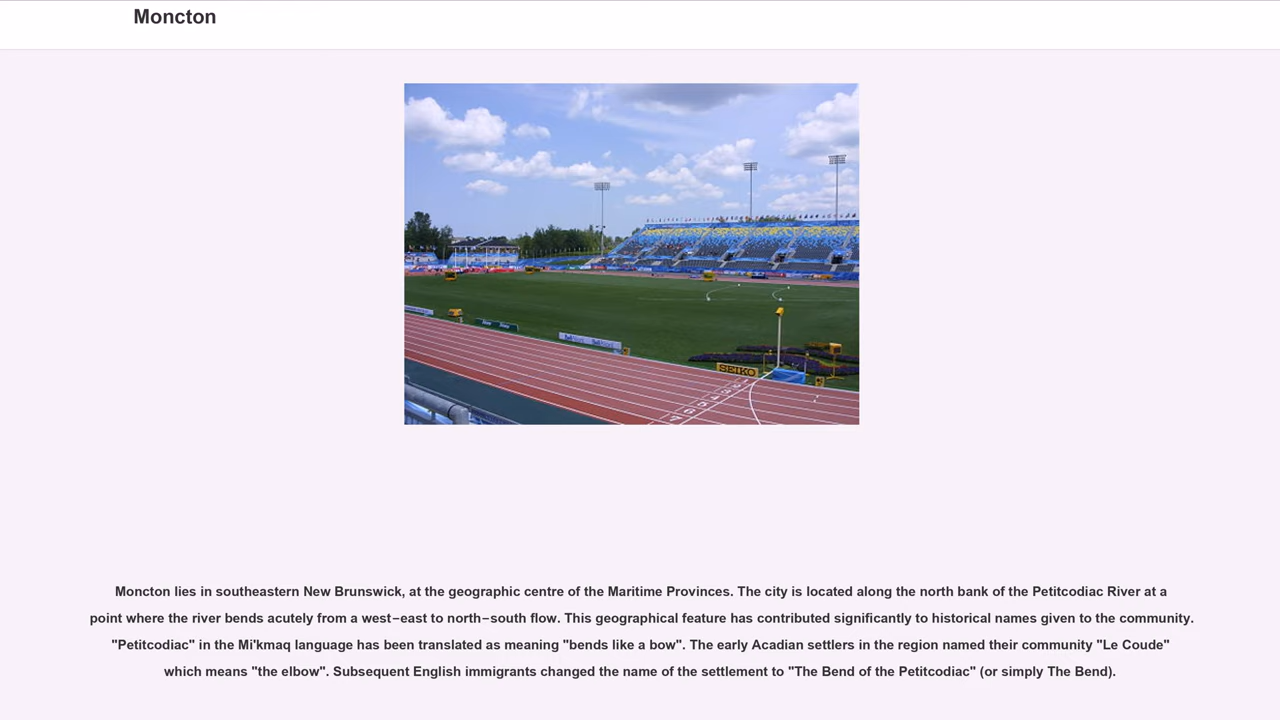 Moncton
SEIKO
Moncton lies in southeastern New Brunswick, at the geographic centre of the Maritime Provinces. The city is located along the north bank of the Petitcodiac River at a
point where the river bends acutely from a west–east to north–south flow. This geographical feature has contributed significantly to historical names given to the community.
"Petitcodiac" in the Mi'kmaq language has been translated as meaning "bends like a bow". The early Acadian settlers in the region named their community "Le Coude"
which means "the elbow". Subsequent English immigrants changed the name of the settlement to "The Bend of the Petitcodiac" (or simply The Bend).